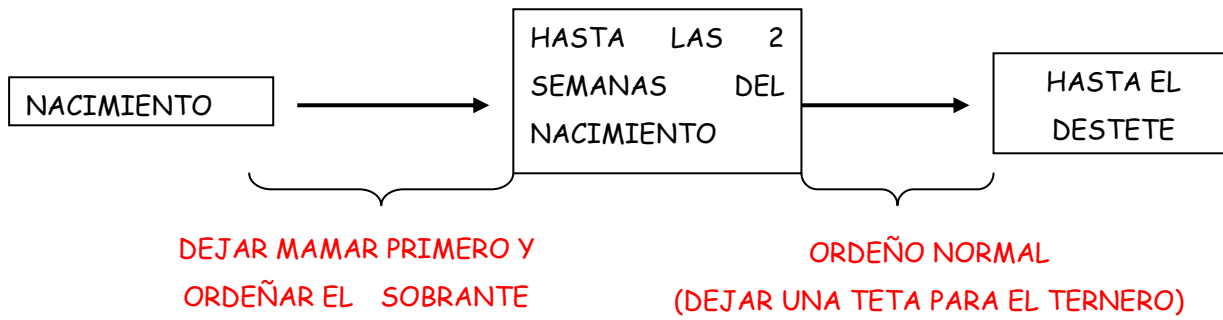 NACIMIENTO
HASTA LAS 2
SEMANAS DEL
NACIMIENTO
HASTA EL
DESTETE
DEJAR MAMAR PRIMERO Y
ORDEÑAR EL SOBRANTE
ORDEÑO NORMAL
(DEJAR UNA TETA PARA EL TERNERO)